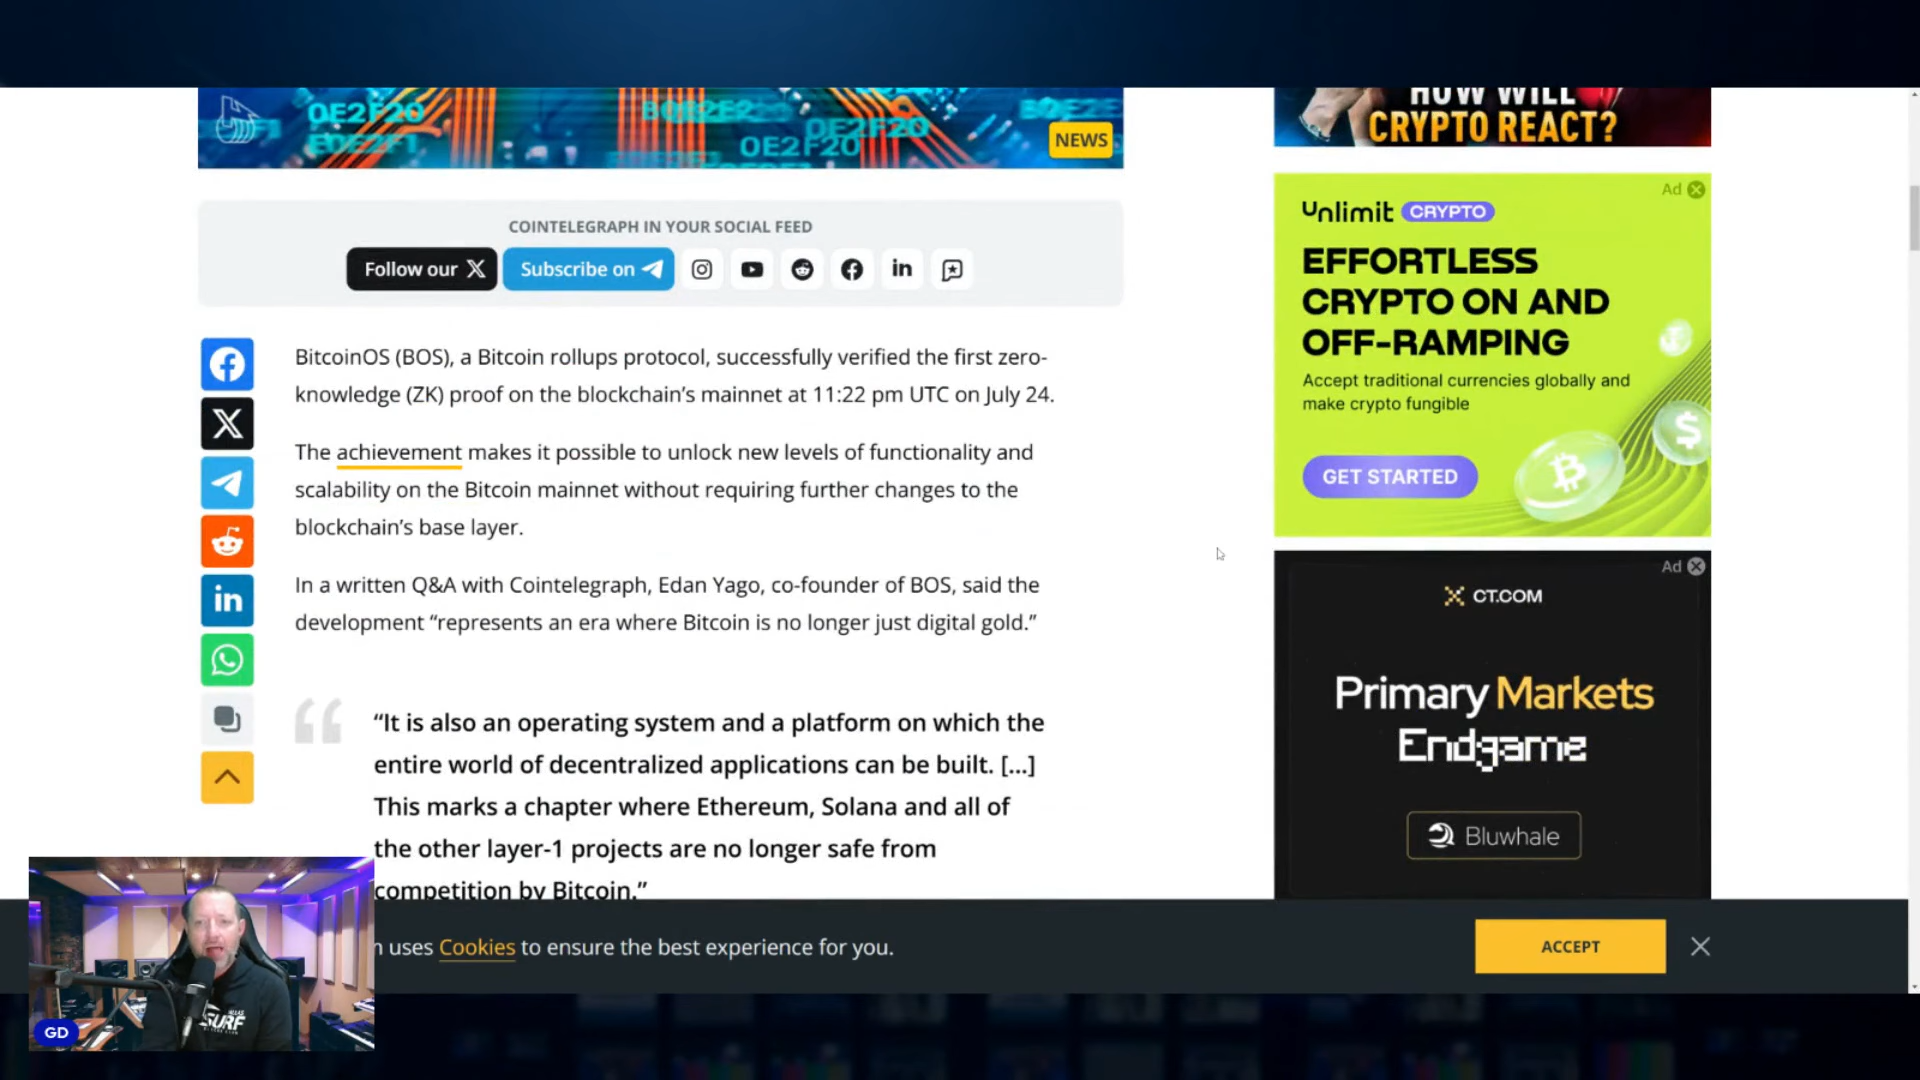 0E2F20
0E2F20
0E2F20
NEWS
HOW WILL
CRYPTO REACT?
COINTELEGRAPH IN YOUR SOCIAL FEED
Follow our X
Subscribe on
BitcoinOS (BOS), a Bitcoin rollups protocol, successfully verified the first zero-
knowledge (ZK) proof on the blockchain’s mainnet at 11:22 pm UTC on July 24.
The achievement makes it possible to unlock new levels of functionality and
scalability on the Bitcoin mainnet without requiring further changes to the
blockchain’s base layer.
In a written Q&A with Cointelegraph, Edan Yago, co-founder of BOS, said the
development “represents an era where Bitcoin is no longer just digital gold.”
“It is also an operating system and a platform on which the
entire world of decentralized applications can be built. [...]
This marks a chapter where Ethereum, Solana and all of
the other layer-1 projects are no longer safe from
competition by Bitcoin.”
Ad
Unlimit CRYPTO
EFFORTLESS
CRYPTO ON AND
OFF-RAMPING
Accept traditional currencies globally and
make crypto fungible
GET STARTED
Ad
CT.COM
Primary Markets
Endgame
Bluwhale
uses Cookies to ensure the best experience for you.
ACCEPT
SURF
GD